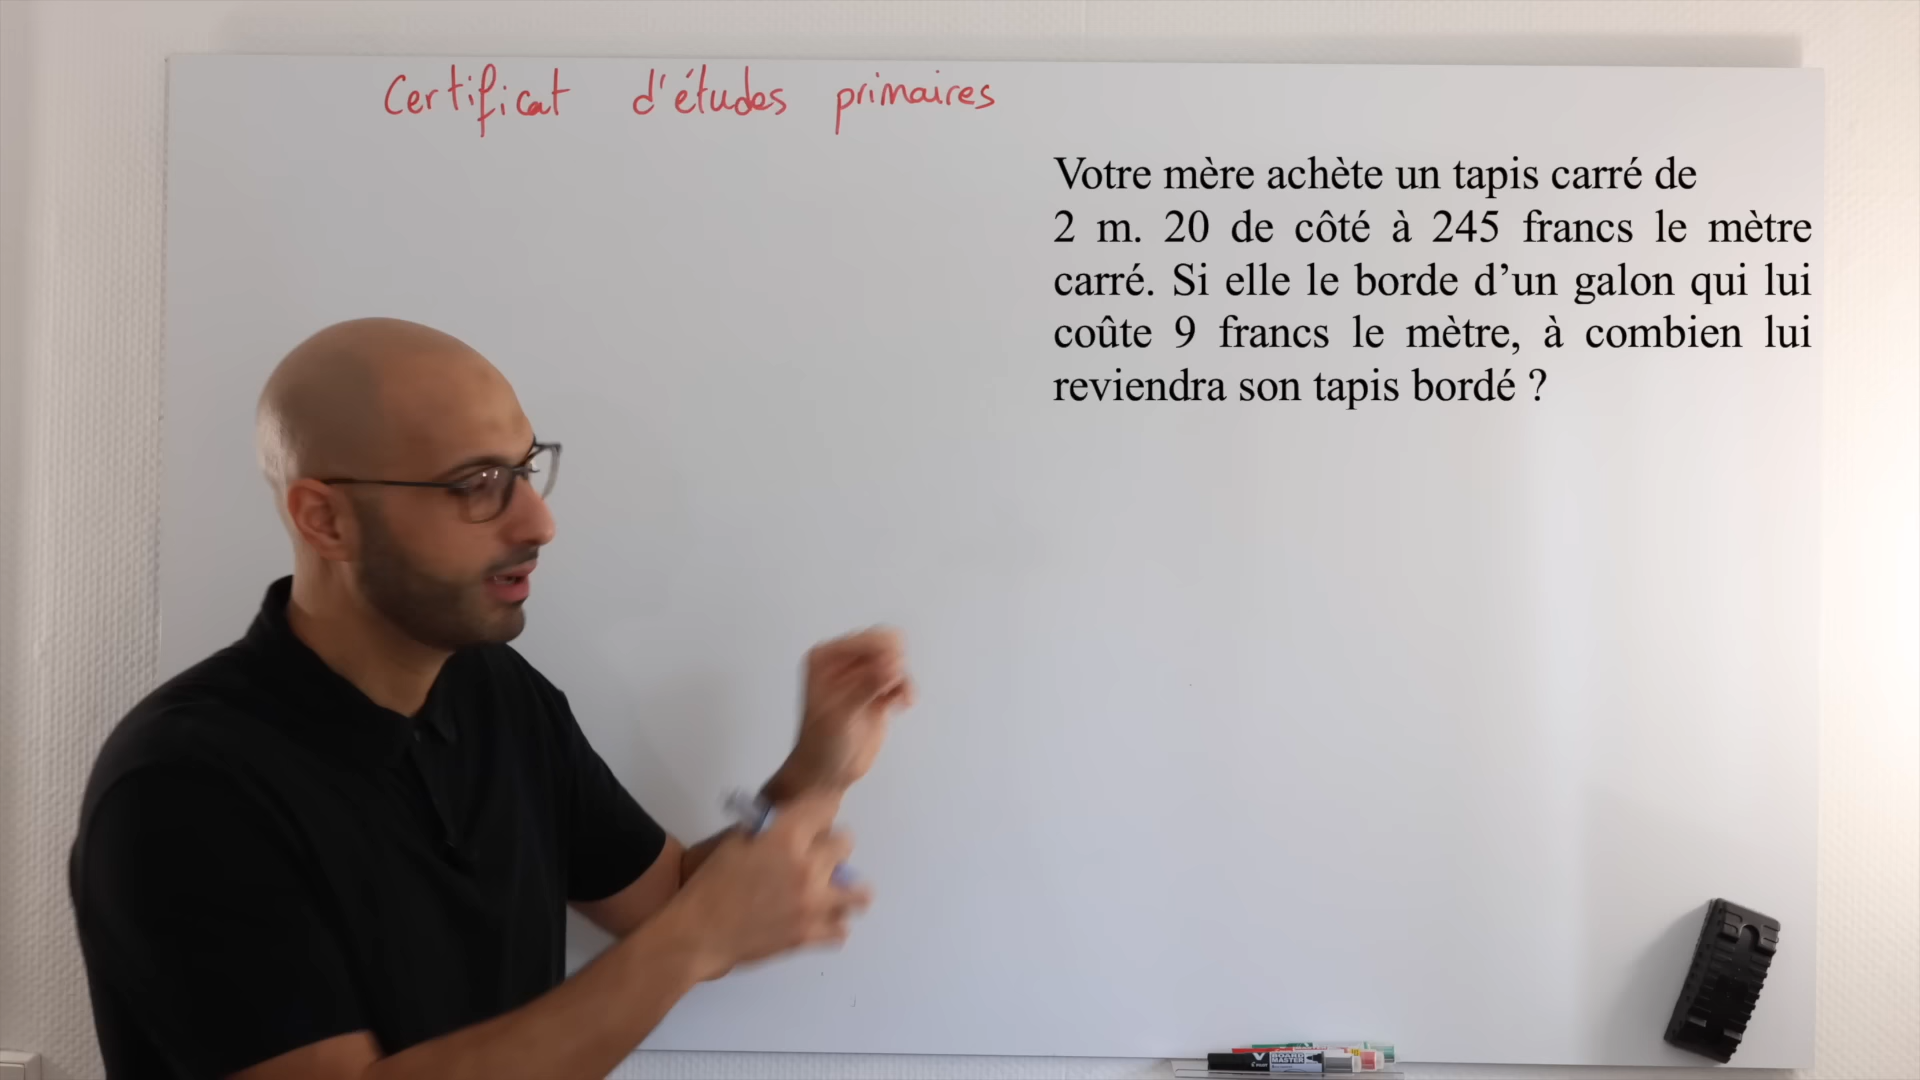 Certificat d'études primaires
Votre mère achète un tapis carré de
2 m. 20 de côté à 245 francs le mètre
carré. Si elle le borde d’un galon qui lui
coûte 9 francs le mètre, à combien lui
reviendra son tapis bordé ?
V BOARD
MASTER